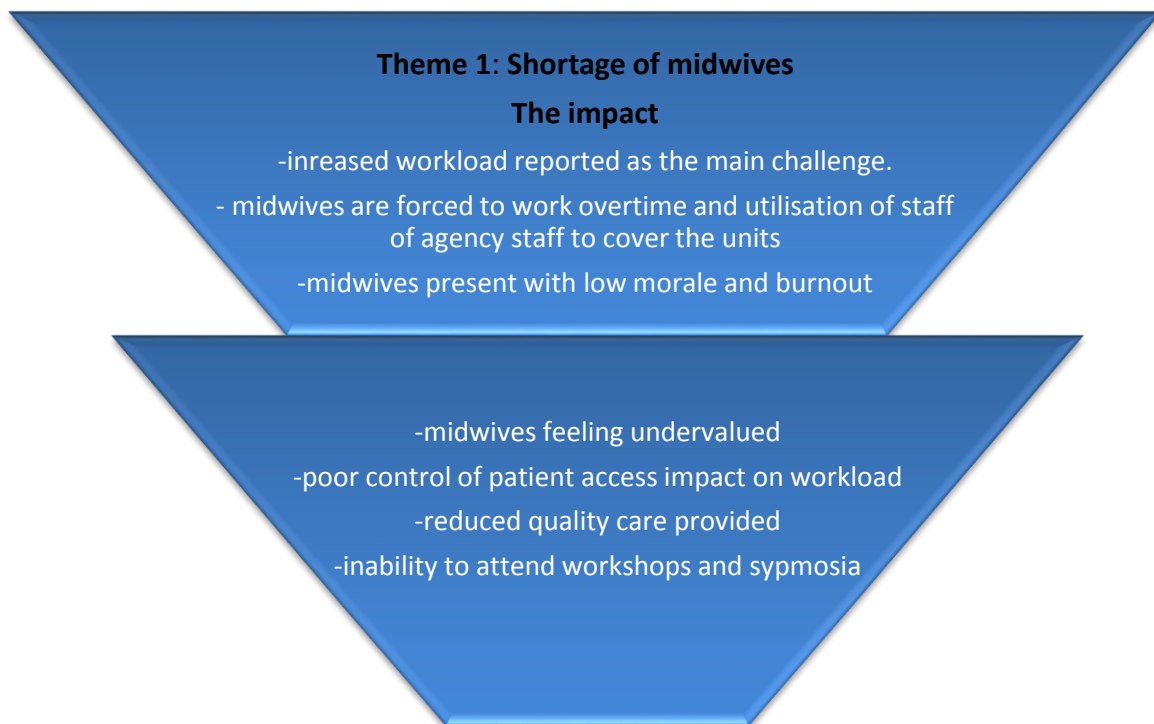 Theme 1: Shortage of midwives
The impact
-inreased workload reported as the main challenge.
- midwives are forced to work overtime and utilisation of staff
of agency staff to cover the units
-midwives present with low morale and burnout
-midwives feeling undervalued
-poor control of patient access impact on workload
-reduced quality care provided
-inability to attend workshops and sypmosia